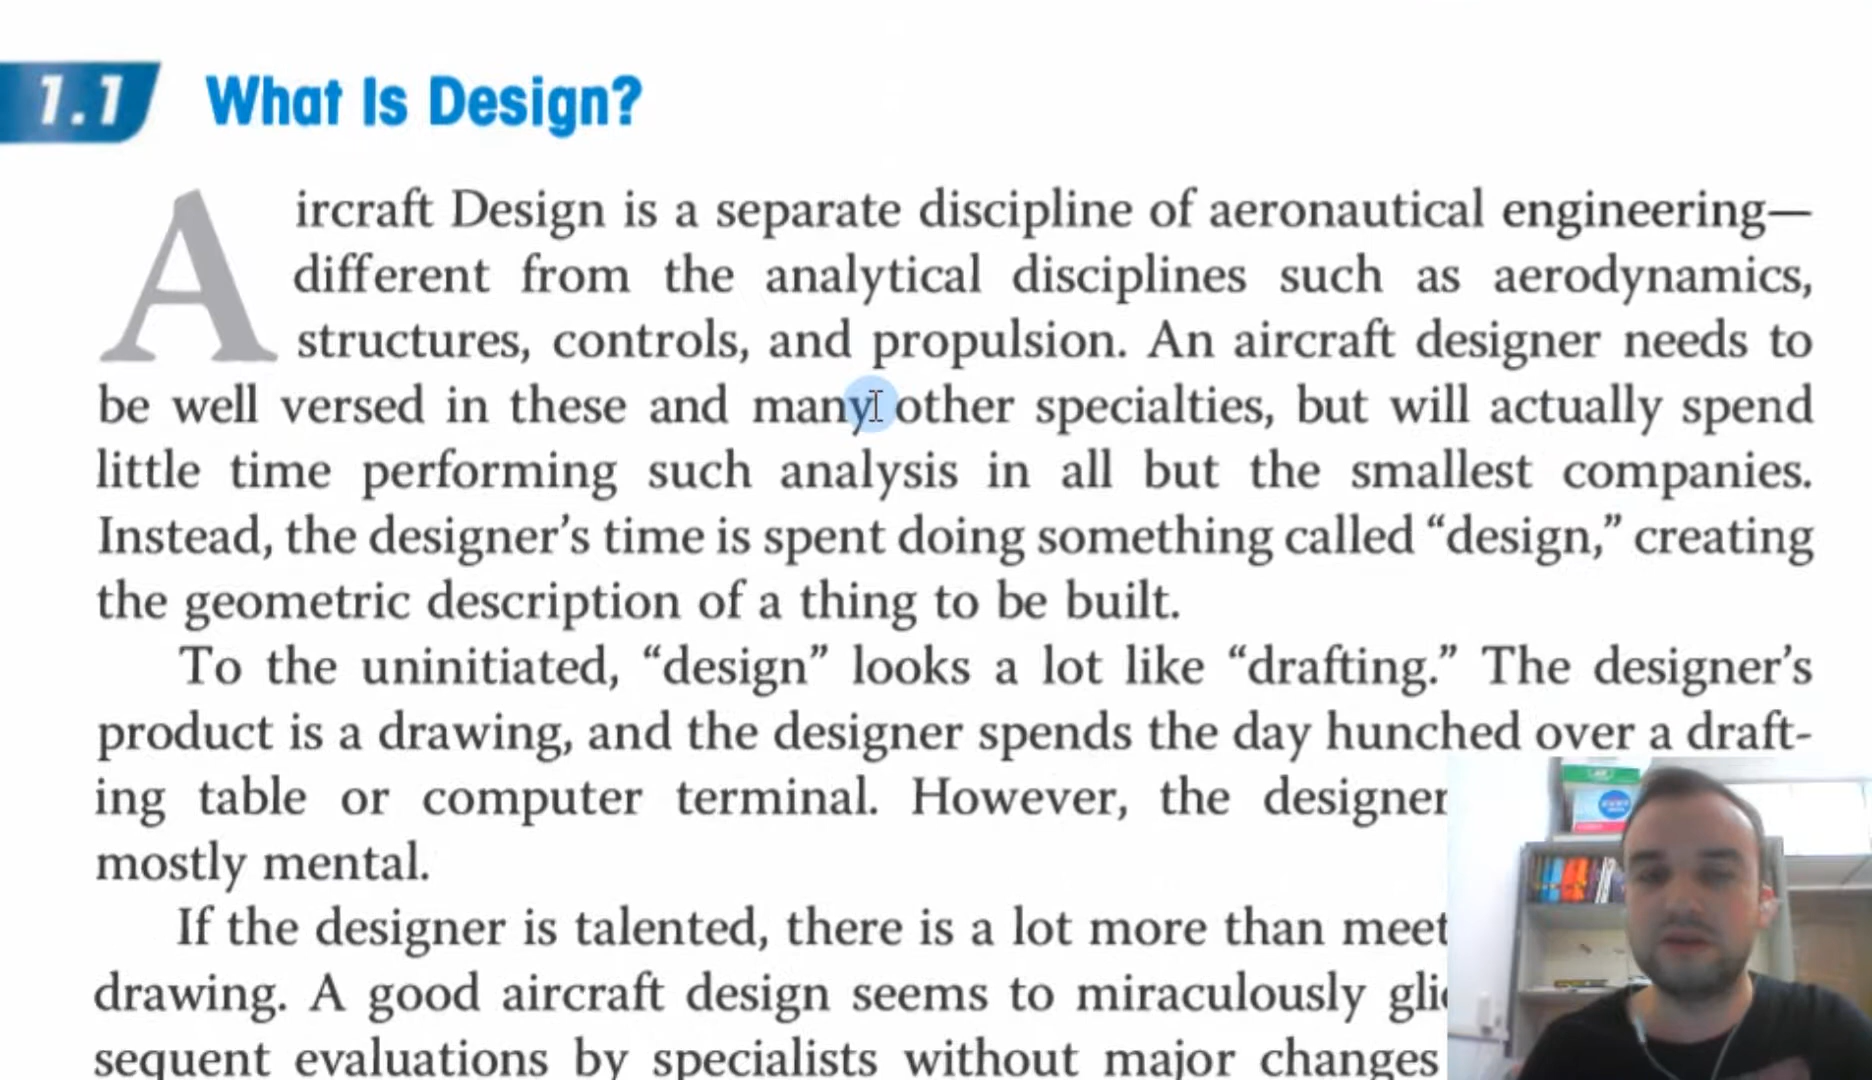 1.1 What Is Design?
Aircraft Design is a separate discipline of aeronautical engineering—
different from the analytical disciplines such as aerodynamics,
structures, controls, and propulsion. An aircraft designer needs to
be well versed in these and many other specialties, but will actually spend
little time performing such analysis in all but the smallest companies.
Instead, the designer’s time is spent doing something called “design,” creating
the geometric description of a thing to be built.
To the uninitiated, “design” looks a lot like “drafting.” The designer’s
product is a drawing, and the designer spends the day hunched over a draft-
ing table or computer terminal. However, the designer
mostly mental.
If the designer is talented, there is a lot more than meet
drawing. A good aircraft design seems to miraculously
sequent evaluations by specialists without major changes